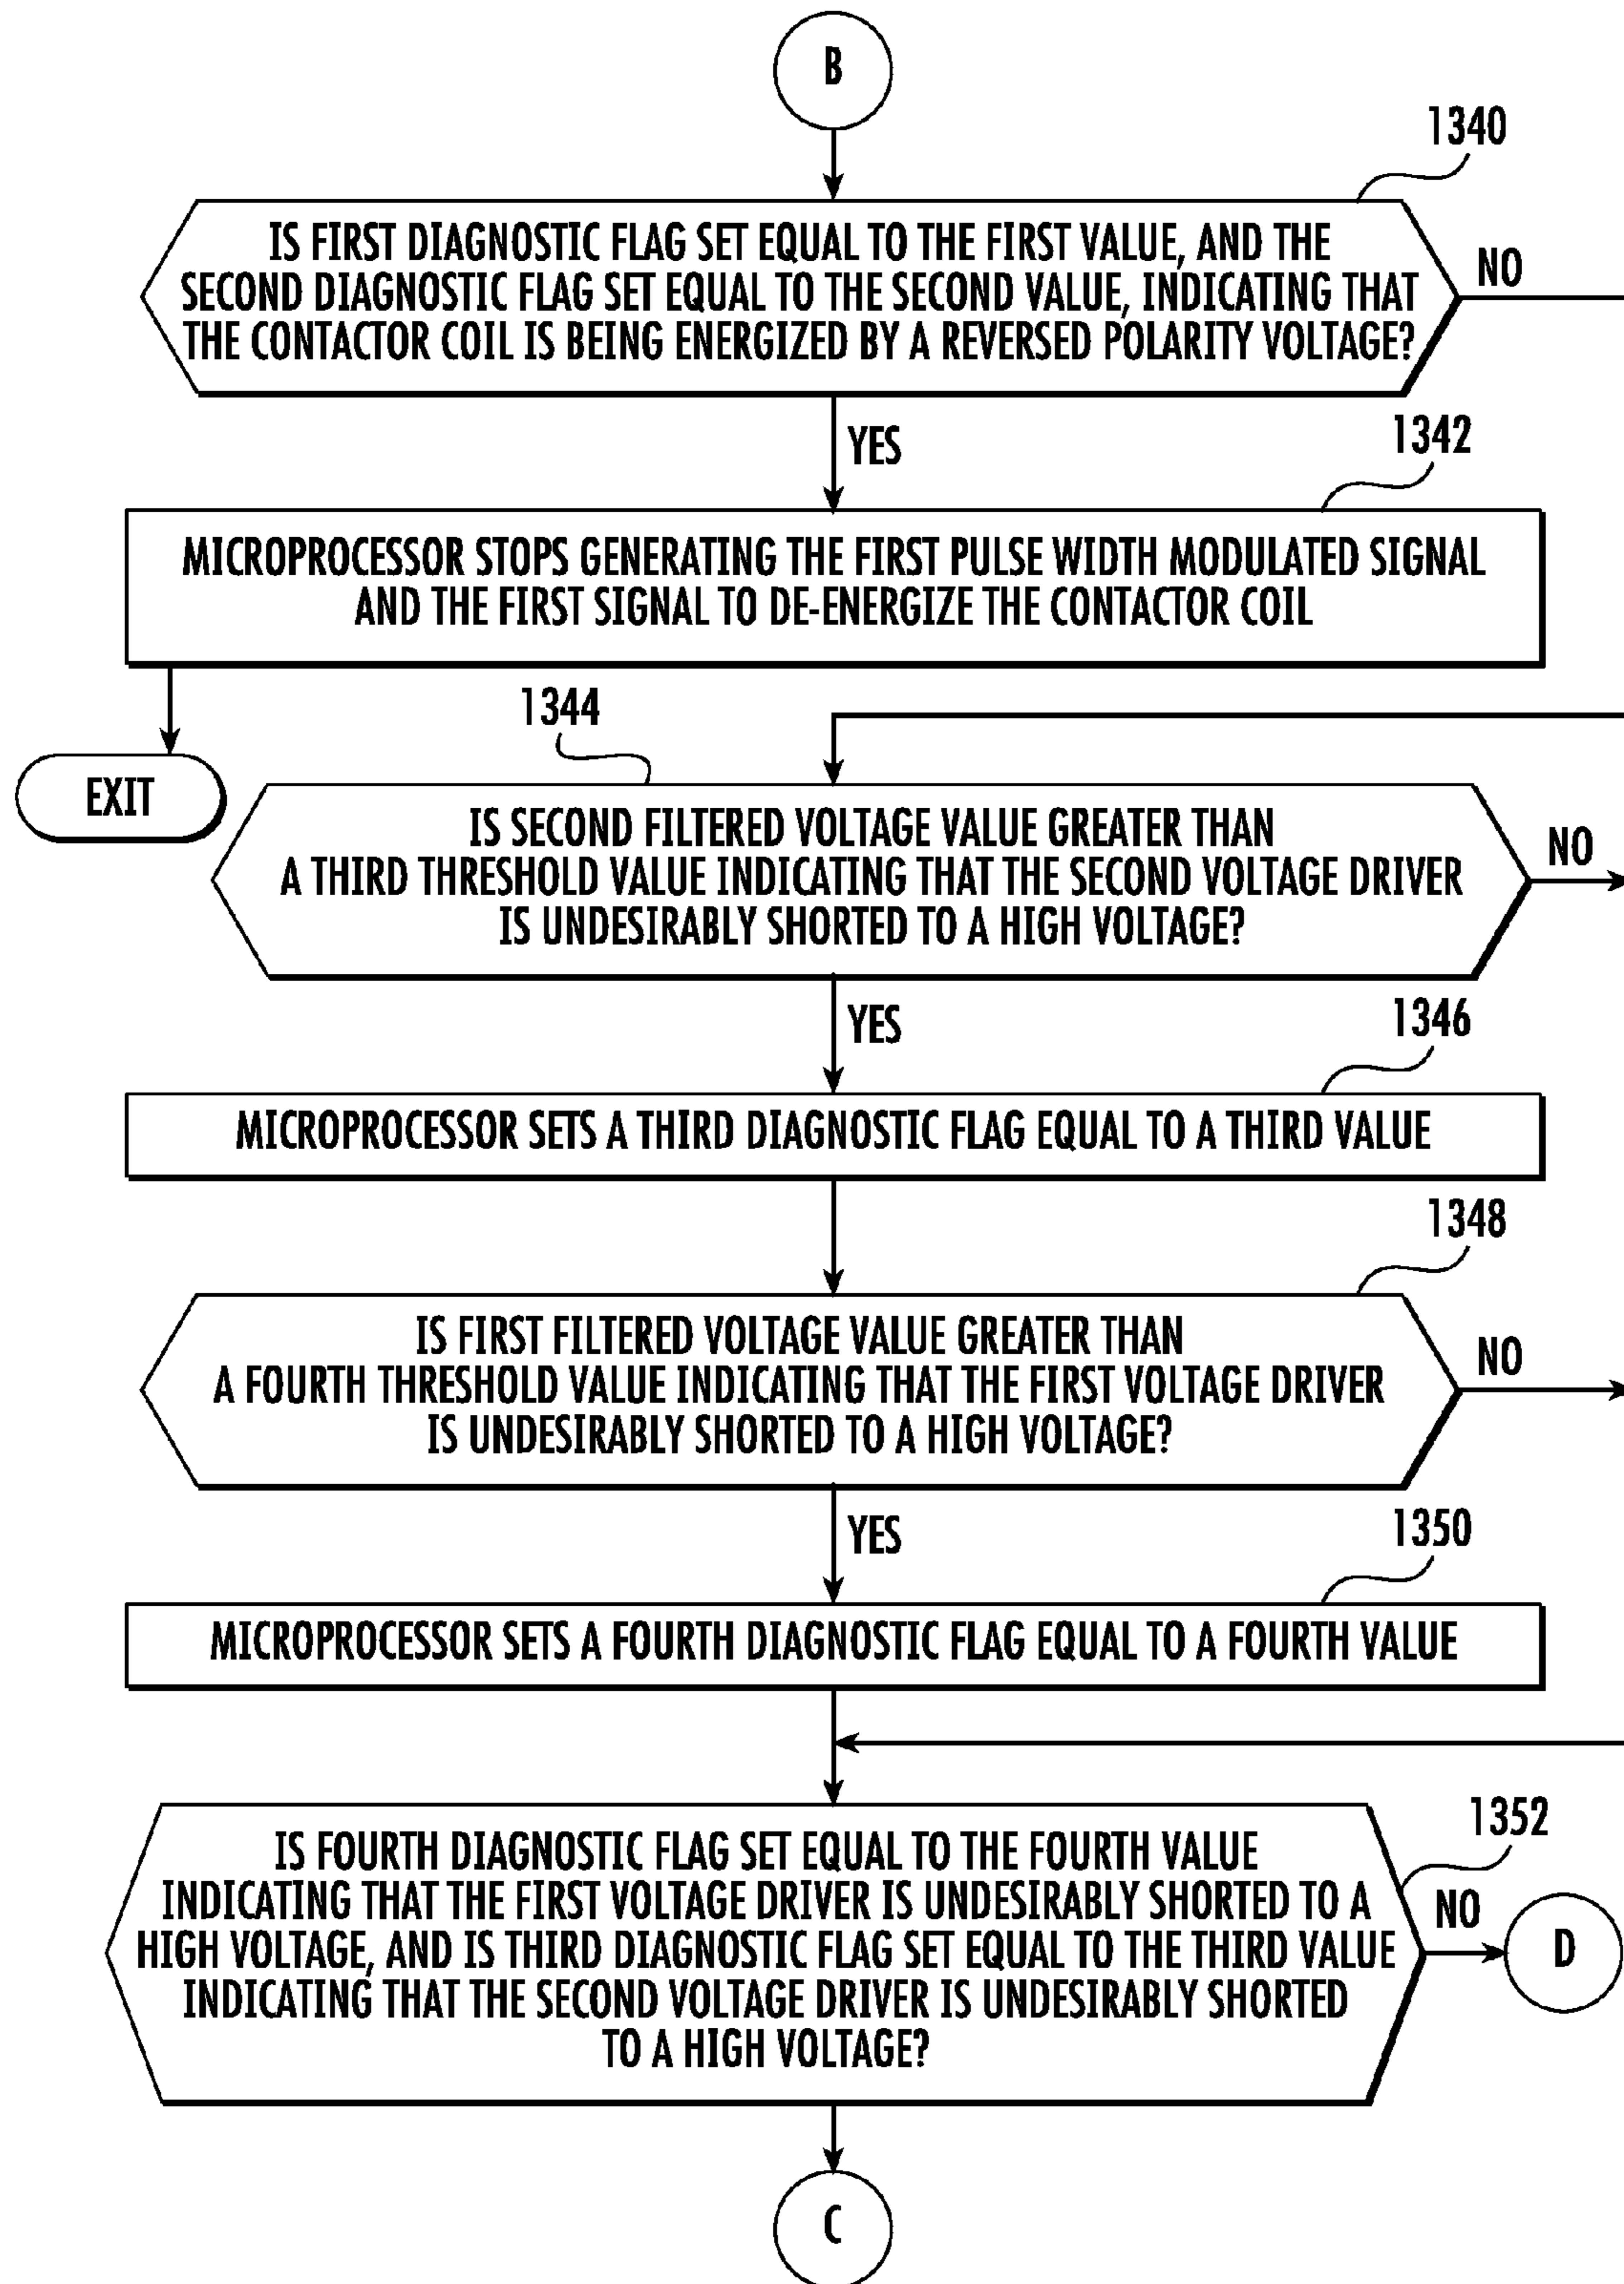 B
1340
IS FIRST DIAGNOSTIC FLAG SET EQUAL TO THE FIRST VALUE, AND THE
SECOND DIAGNOSTIC FLAG SET EQUAL TO THE SECOND VALUE, INDICATING THAT
THE CONTACTOR COIL IS BEING ENERGIZED BY A REVERSED POLARITY VOLTAGE?
NO
YES
1342
MICROPROCESSOR STOPS GENERATING THE FIRST PULSE WIDTH MODULATED SIGNAL
AND THE FIRST SIGNAL TO DE-ENERGIZE THE CONTACTOR COIL
EXIT
1344
IS SECOND FILTERED VOLTAGE VALUE GREATER THAN
A THIRD THRESHOLD VALUE INDICATING THAT THE SECOND VOLTAGE DRIVER
IS UNDESIRABLY SHORTED TO A HIGH VOLTAGE?
NO
YES
1346
MICROPROCESSOR SETS A THIRD DIAGNOSTIC FLAG EQUAL TO A THIRD VALUE
1348
IS FIRST FILTERED VOLTAGE VALUE GREATER THAN
A FOURTH THRESHOLD VALUE INDICATING THAT THE FIRST VOLTAGE DRIVER
IS UNDESIRABLY SHORTED TO A HIGH VOLTAGE?
NO
YES
1350
MICROPROCESSOR SETS A FOURTH DIAGNOSTIC FLAG EQUAL TO A FOURTH VALUE
1352
IS FOURTH DIAGNOSTIC FLAG SET EQUAL TO THE FOURTH VALUE
INDICATING THAT THE FIRST VOLTAGE DRIVER IS UNDESIRABLY SHORTED TO A
HIGH VOLTAGE, AND IS THIRD DIAGNOSTIC FLAG SET EQUAL TO THE THIRD VALUE
INDICATING THAT THE SECOND VOLTAGE DRIVER IS UNDESIRABLY SHORTED
TO A HIGH VOLTAGE?
NO
D
C